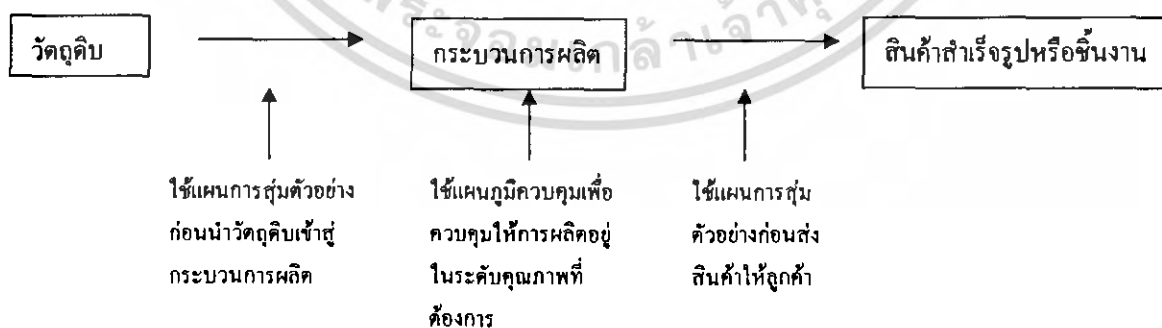 วัตถุดิบ
กระบวนการผลิต
สินค้าสำเร็จรูปหรือชิ้นงาน
ใช้แผนการสุ่มตัวอย่าง
ก่อนนำวัตถุดิบเข้าสู่
กระบวนการผลิต
ใช้แผนภูมิควบคุมเพื่อ
ควบคุมให้การผลิตอยู่
ในระดับคุณภาพที่
ต้องการ
ใช้แผนการสุ่ม
ตัวอย่างก่อนส่ง
สินค้าให้ลูกค้า